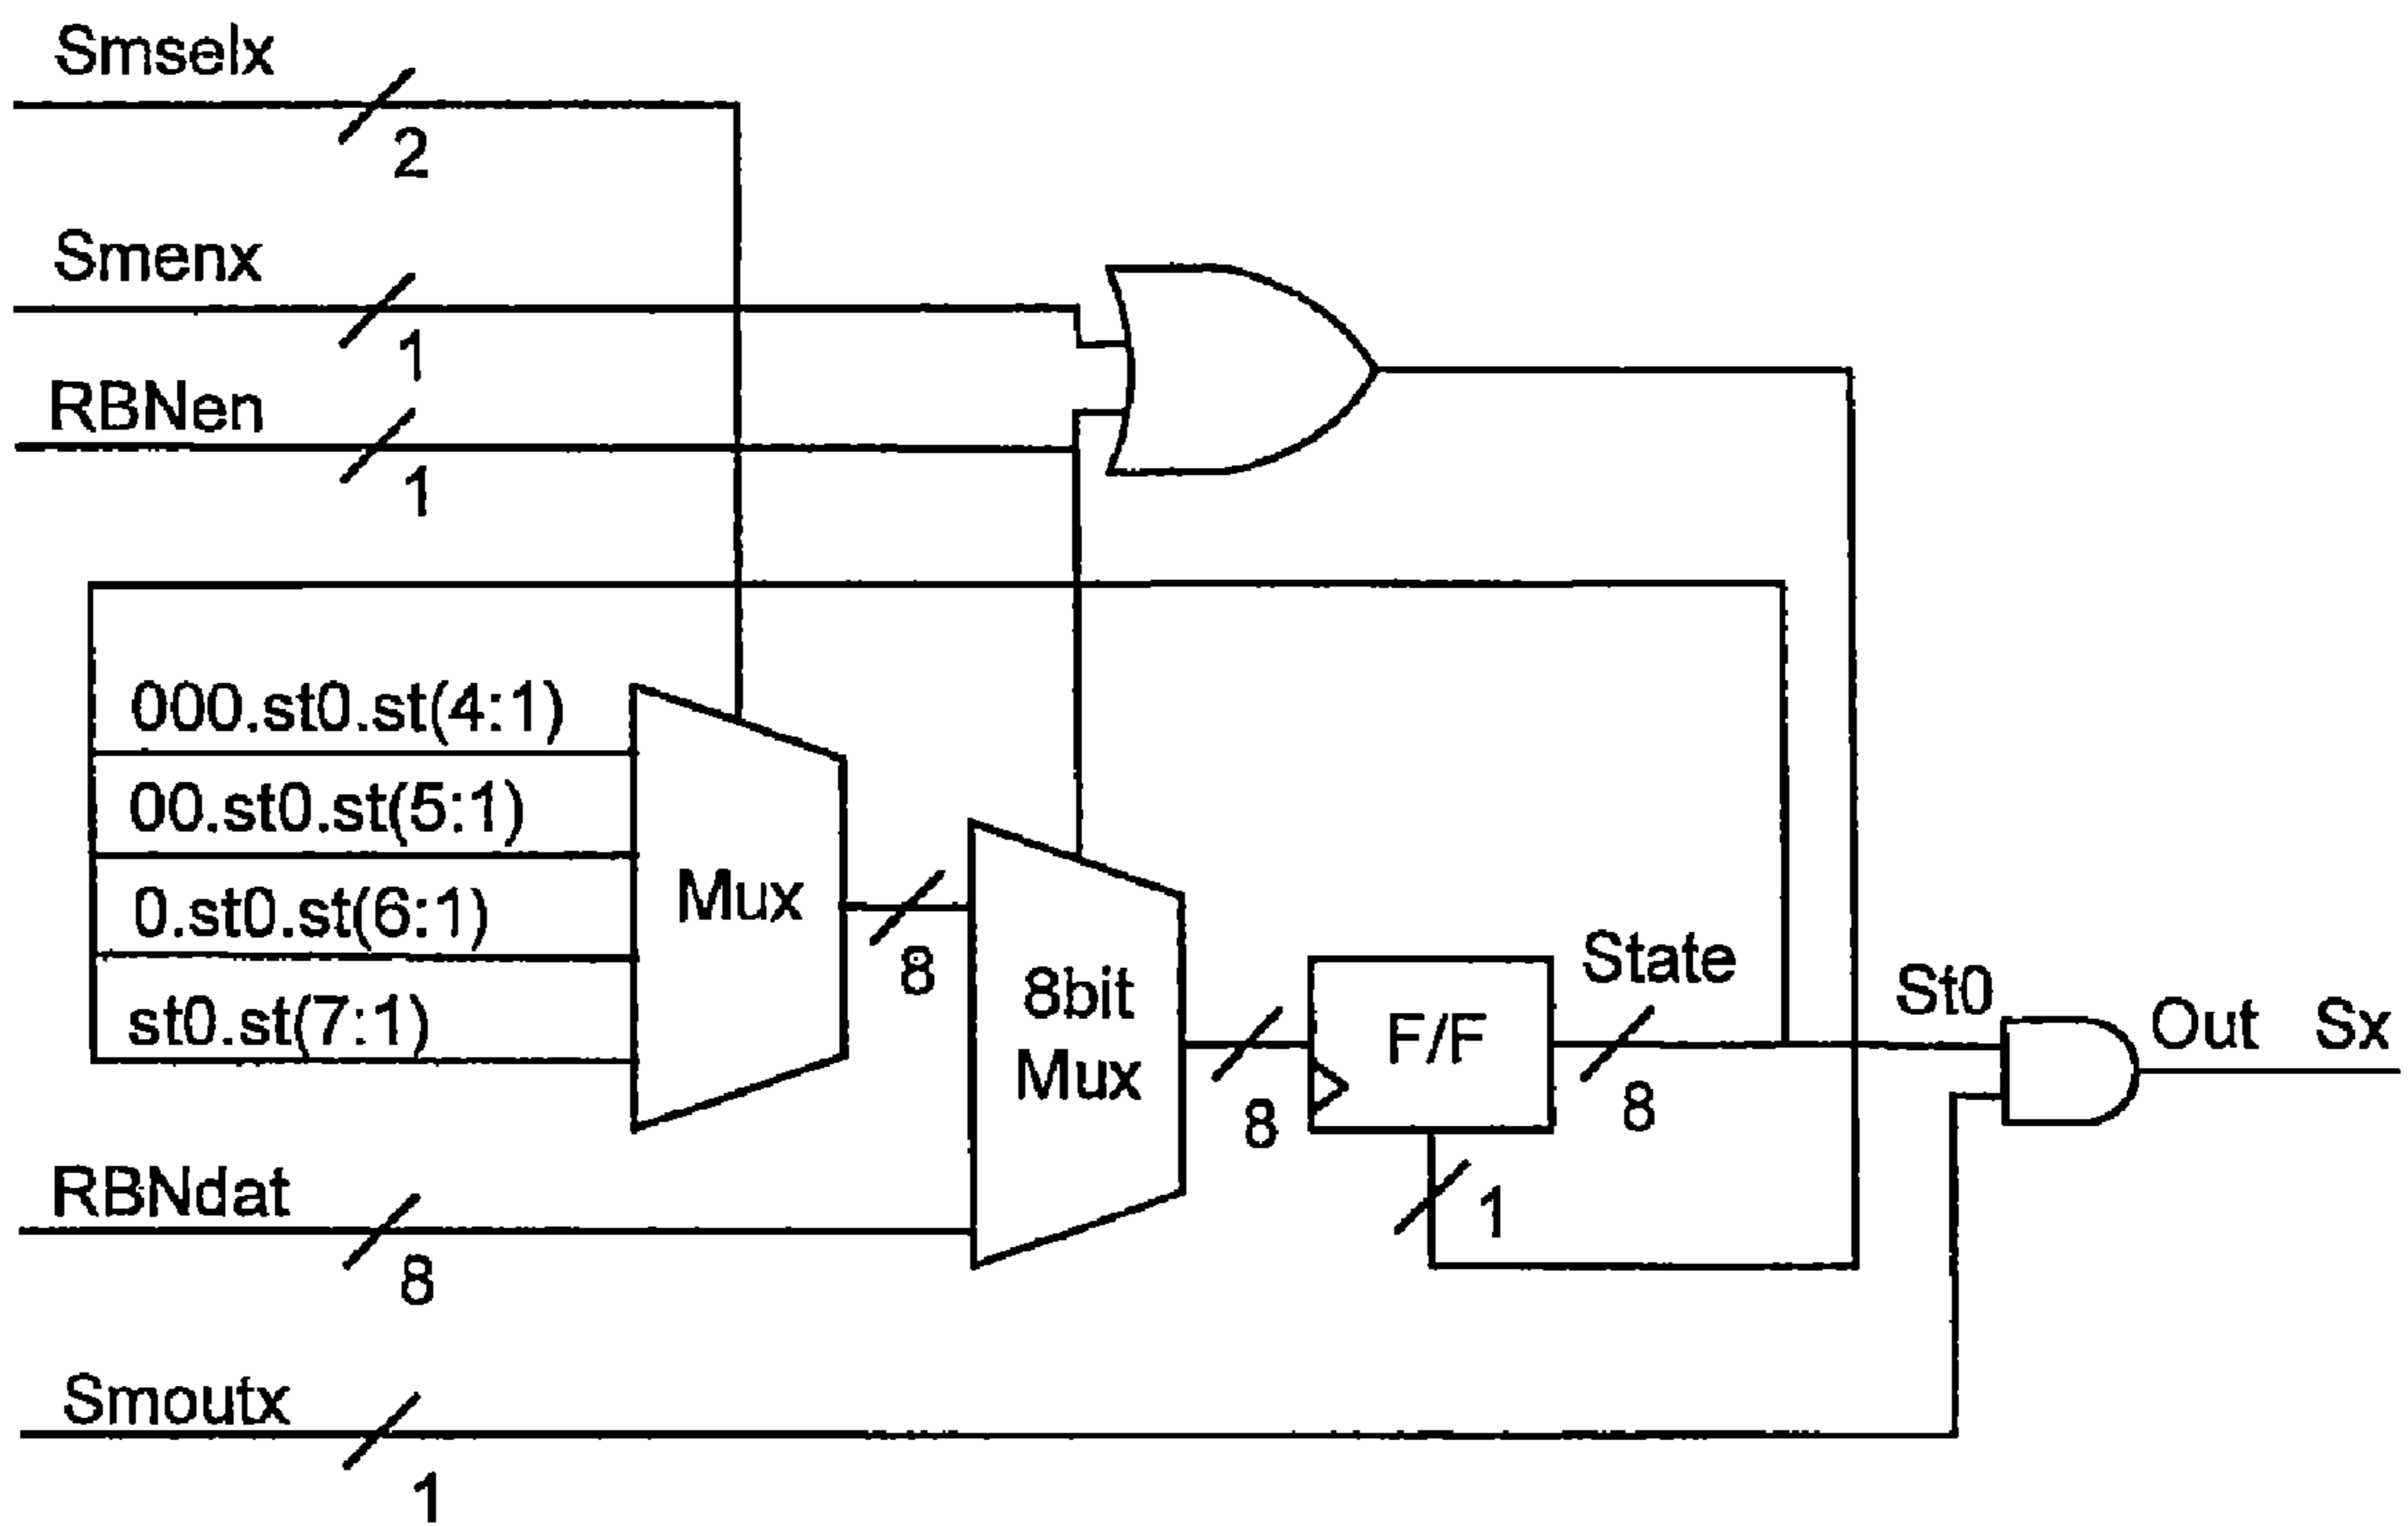 Smselx
2
Smenx
1
RBNen
1
000.st0.st(4:1)
00.st0.st(5:1)
0.st0.st(6:1)
st0.st(7:1)
Mux
8
8bit
Mux
8
F/F
State
8
1
St0
Out Sx
RBNdat
8
Smoutx
1